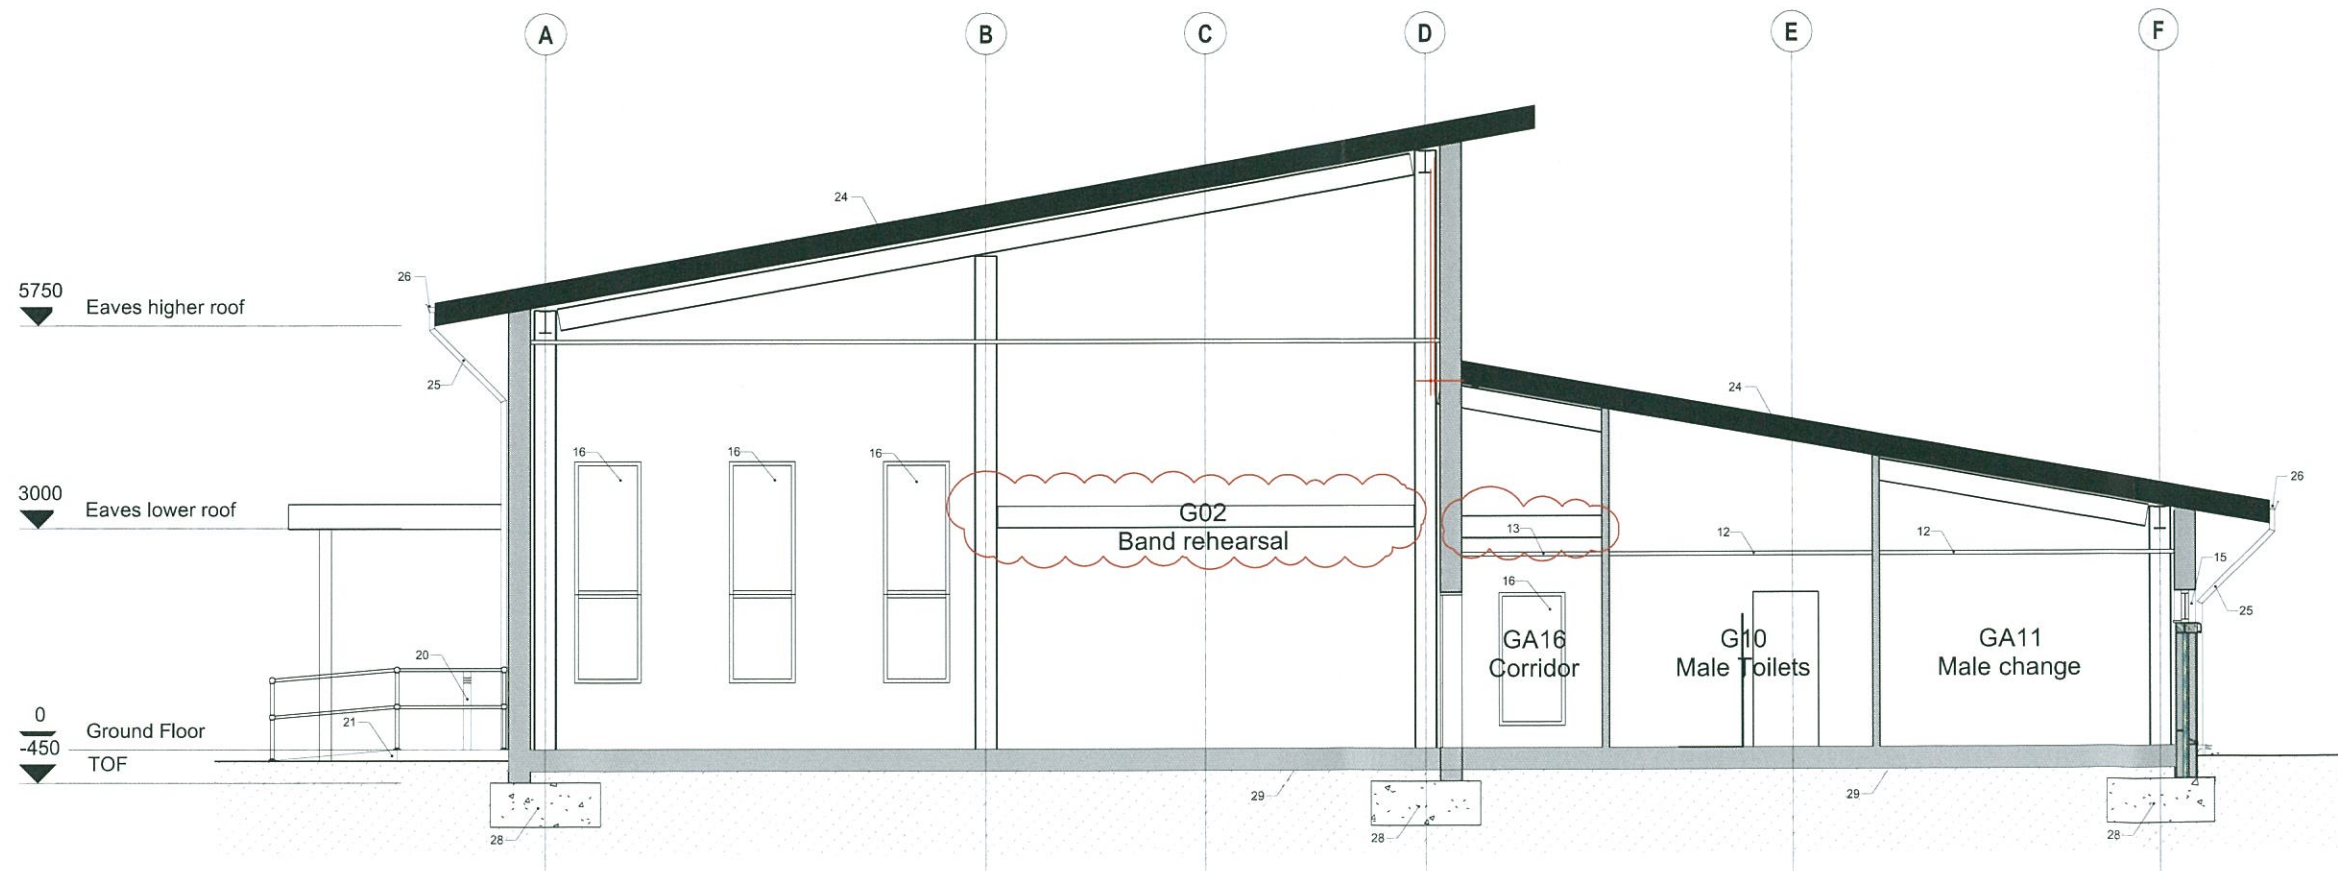 A B C D E F
24
26
5750
Eaves higher roof
25
24
16 16 16
3000
Eaves lower roof
26
G02
Band rehearsal
13 12 12
15
16
25
GA16
Corridor
G10
Male Toilets
GA11
Male change
20
0
Ground Floor
21
-450
TOF
29 29
28 28 28